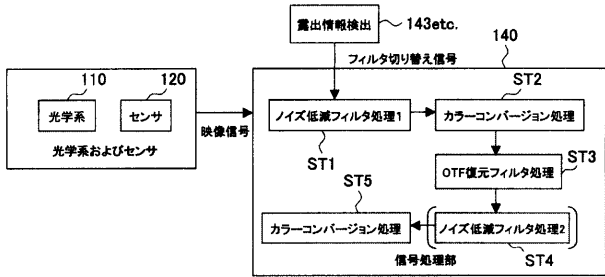 露出情報検出
143etc.
フィルタ切り替え信号
140
110
120
光学系
センサ
光学系およびセンサ
映像信号
ST2
ノイズ低減フィルタ処理1
カラーコンバージョン処理
ST1
ST3
OTF復元フィルタ処理
ST5
カラーコンバージョン処理
ノイズ低減フィルタ処理2
ST4
信号処理部